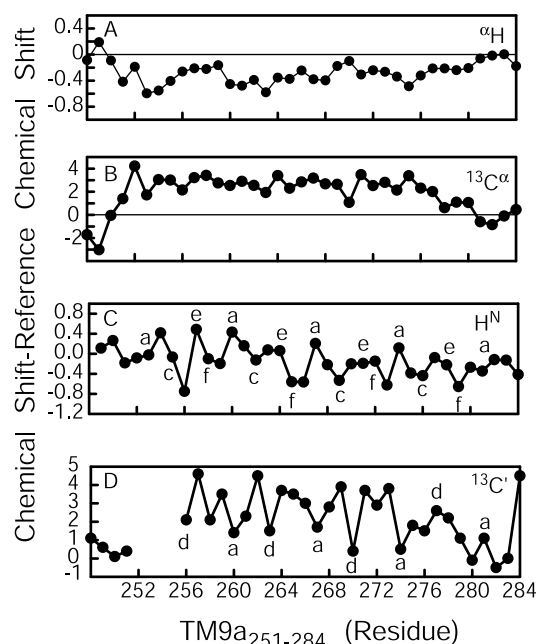 A
αH
0.4
0
-0.4
-0.8
B
13Cα
4
2
0
-2
C
HN
0.8
0.4
0.0
-0.4
-0.8
-1.2
a e a e a a e a
c f c f c f c f
D
13C'
5
4
3
2
1
0
-1
d a d a d a d a
252 256 260 264 268 272 276 280 284
TM9a251-284 (Residue)
Chemical Shift-Reference Chemical Shift